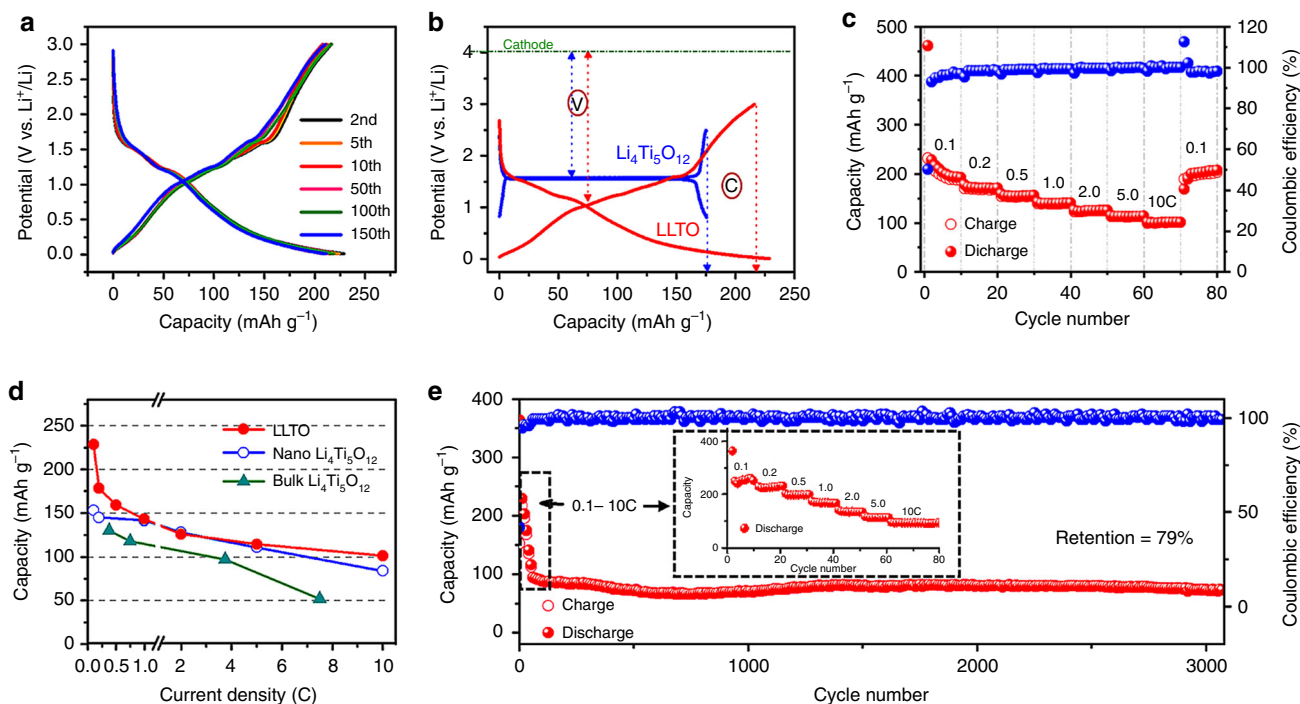 a
3.0
2.5
2.0
1.5
1.0
0.5
0.0
Potential (V vs. Li⁺/Li)
2nd
5th
10th
50th
100th
150th
0 50 100 150 200 250
Capacity (mAh g⁻¹)
b
5
4
3
2
1
0
Potential (V vs. Li⁺/Li)
Cathode
V
Li₄Ti₅O₁₂
C
LLTO
0 50 100 150 200 250
Capacity (mAh g⁻¹)
c
500
400
300
200
100
0
Capacity (mAh g⁻¹)
0.1
0.2
0.5
1.0
2.0
5.0
10C
0.1
Charge
Dicharge
120
100
80
60
40
20
0
Coulombic efficiency (%)
0 20 40 60 80
Cycle number
d
250
200
150
100
50
0
Capacity (mAh g⁻¹)
LLTO
Nano Li₄Ti₅O₁₂
Bulk Li₄Ti₅O₁₂
0.0 0.5 1.0 2 4 6 8 10
Current density (C)
e
400
300
200
100
0
Capacity (mAh g⁻¹)
0.1– 10C
400
200
0
Capacity
0.1
0.2
0.5
1.0
2.0
5.0
10C
Discharge
0 20 40 60 80
Cycle number
Retention = 79%
Charge
Discharge
100
50
0
Coulombic efficiency (%)
0 1000 2000 3000
Cycle number